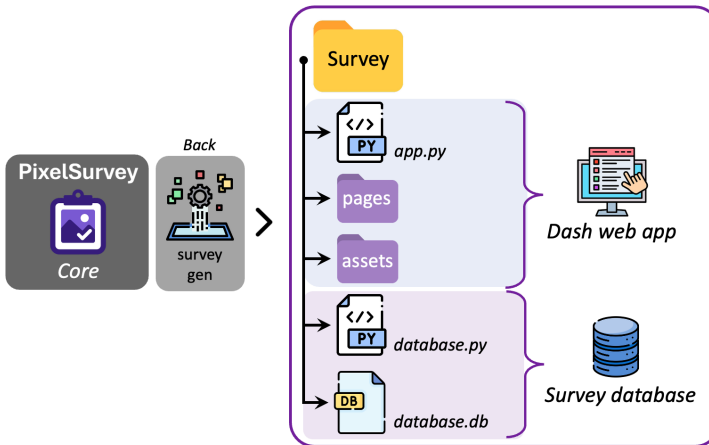 Survey
Back
PixelSurvey
Core
survey
gen
</>
PY
app.py
pages
assets
Dash web app
</>
PY
database.py
DB
database.db
Survey database